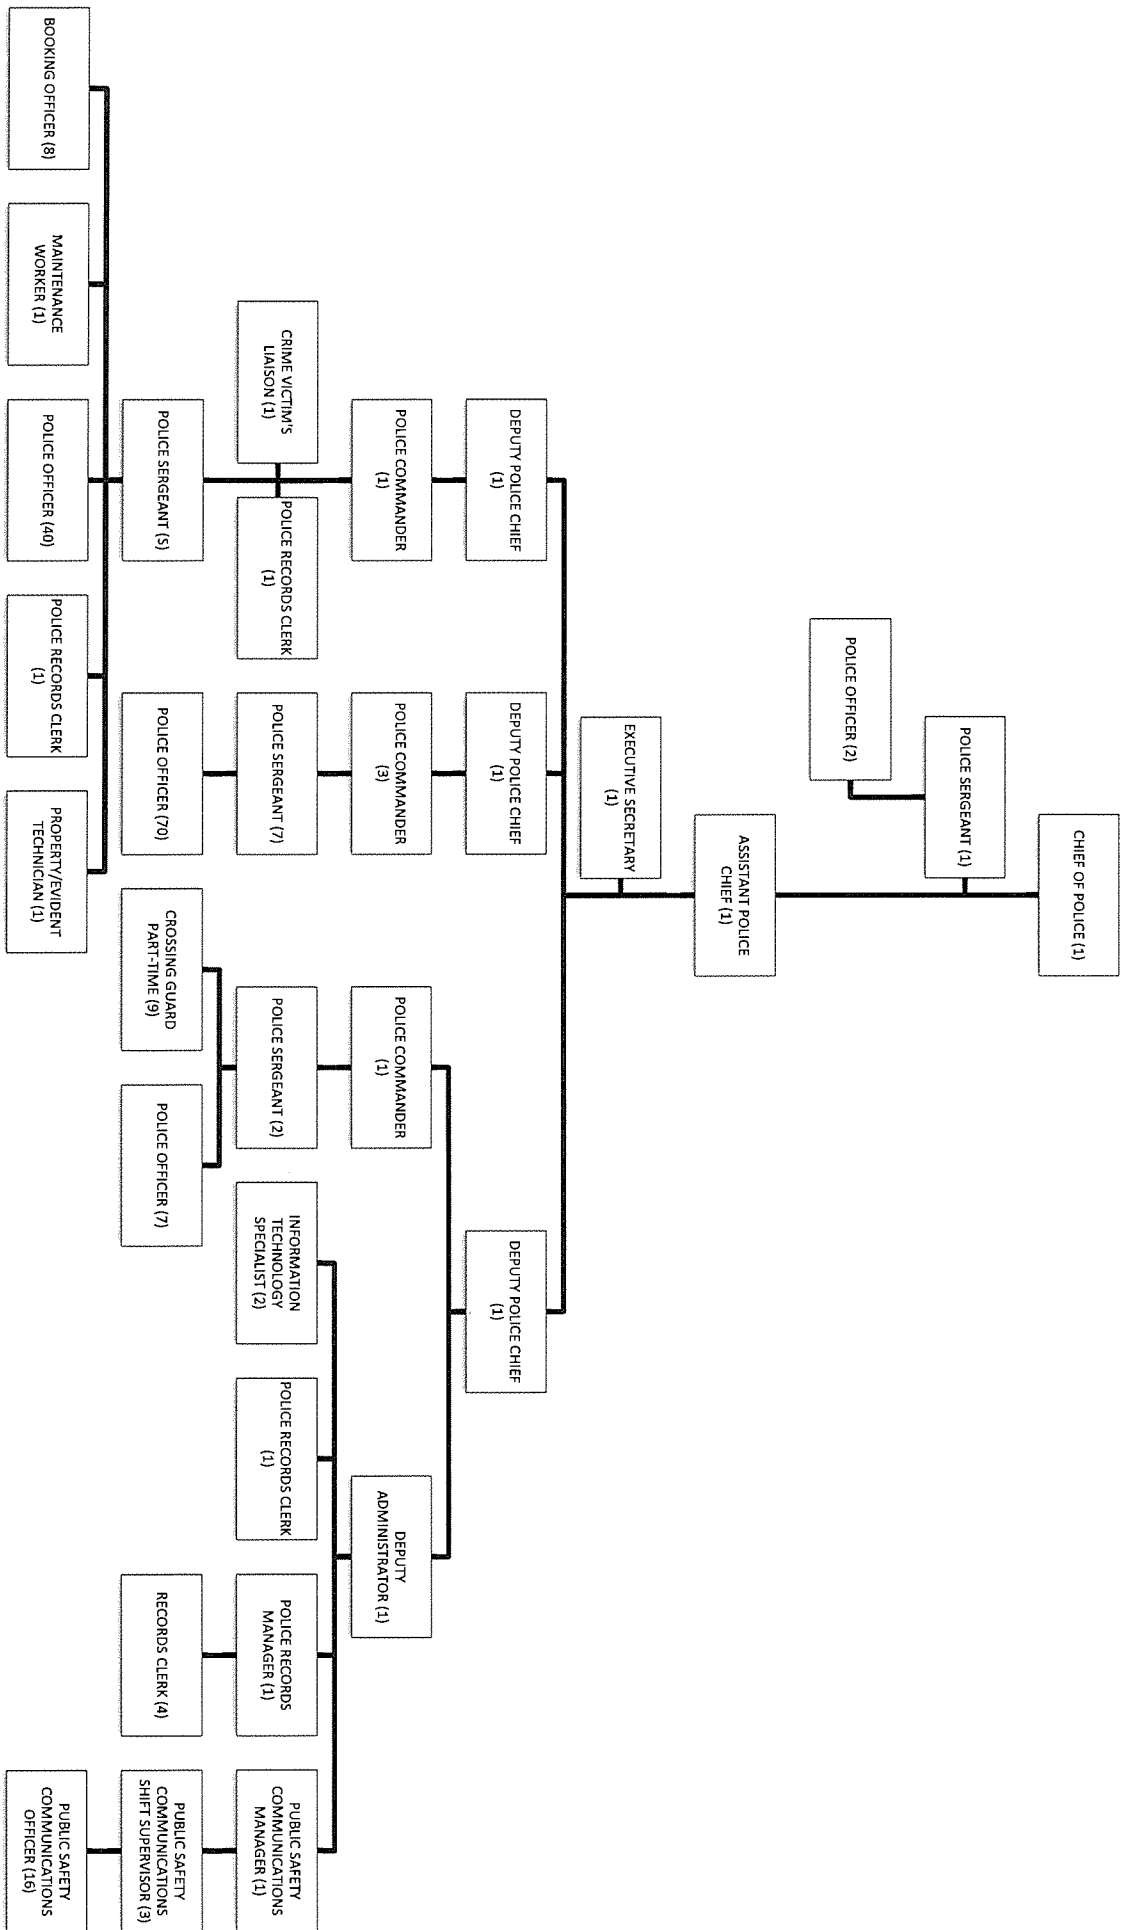 CHIEF OF POLICE (1)
POLICE SERGEANT (1)
POLICE OFFICER (2)
ASSISTANT POLICE
CHIEF (1)
EXECUTIVE SECRETARY
(1)
DEPUTY POLICE CHIEF
(1)
DEPUTY POLICE CHIEF
(1)
DEPUTY POLICE CHIEF
(1)
POLICE COMMANDER
(1)
POLICE COMMANDER
(3)
POLICE COMMANDER
(1)
DEPUTY
ADMINISTRATOR (1)
CRIME VICTIM'S
LIAISON (1)
POLICE RECORDS CLERK
(1)
POLICE SERGEANT (7)
POLICE SERGEANT (2)
INFORMATION
TECHNOLOGY
SPECIALIST (2)
POLICE RECORDS CLERK
(1)
POLICE RECORDS
MANAGER (1)
PUBLIC SAFETY
COMMUNICATIONS
MANAGER (1)
POLICE SERGEANT (5)
POLICE OFFICER (70)
CROSSING GUARD
PART-TIME (9)
POLICE OFFICER (7)
RECORDS CLERK (4)
PUBLIC SAFETY
COMMUNICATIONS
SHIFT SUPERVISOR (3)
BOOKING OFFICER (8)
MAINTENANCE
WORKER (1)
POLICE OFFICER (40)
POLICE RECORDS CLERK
(1)
PROPERTY/EVIDENT
TECHNICIAN (1)
PUBLIC SAFETY
COMMUNICATIONS
OFFICER (16)